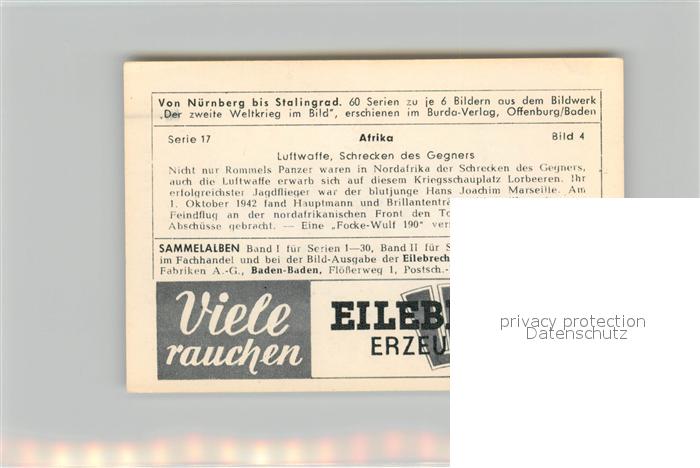 Von Nürnberg bis Stalingrad. 60 Serien zu je 6 Bildern aus dem Bildwerk
„Der zweite Weltkrieg im Bild", erschienen im Burda-Verlag, Offenburg/Baden
Serie 17 Afrika Bild 4
Luftwaffe, Schrecken des Gegners
Nicht nur Rommels Panzer waren in Nordafrika der Schrecken des Gegners,
auch die Luftwaffe erwarb sich auf diesem Kriegsschauplatz Lorbeeren. Ihr
erfolgreichster Jagdflieger war der blutjunge Hans Joachim Marseille. Am
1. Oktober 1942 fand Hauptmann und
Feindflug an der nordafrikanischen Front den
Abschüsse gebracht. — Eine „Focke-Wulf 190"
SAMMELALBEN Band I für Serien 1—30, Band II für
im Fachhandel und bei der Bild-Ausgabe der
Fabriken A.-G., Baden-Baden, Flößerweg 1, Postsch.-
Viele
rauchen
EILEB
ERZEU
privacy protection
Datenschutz